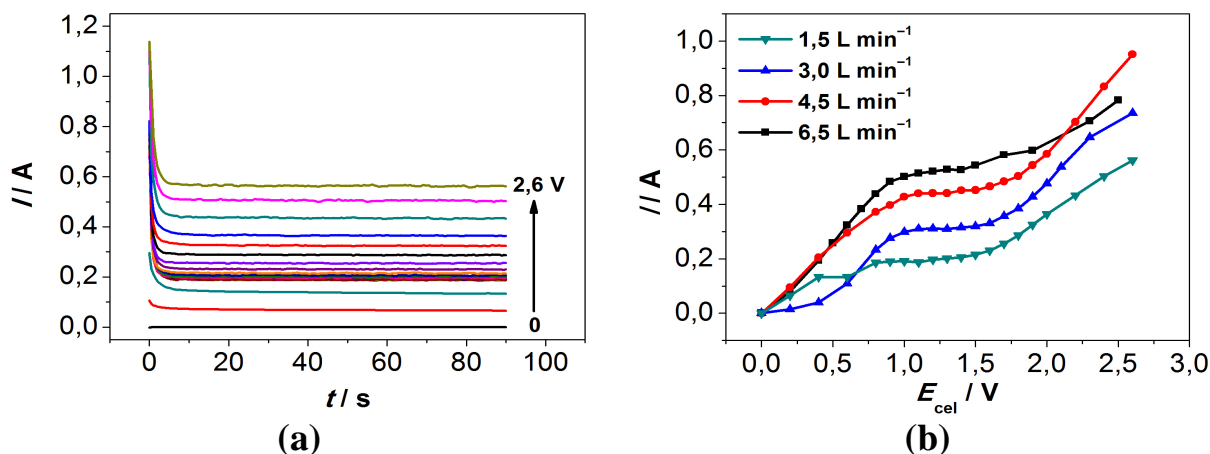 1,2
1,0
0,8
0,6
0,4
0,2
0,0
I / A
0 20 40 60 80 100
t / s
2,6 V
0
(a)
1,0
0,8
0,6
0,4
0,2
0,0
I / A
1,5 L min⁻¹
3,0 L min⁻¹
4,5 L min⁻¹
6,5 L min⁻¹
0,0 0,5 1,0 1,5 2,0 2,5 3,0
E_cel / V
(b)